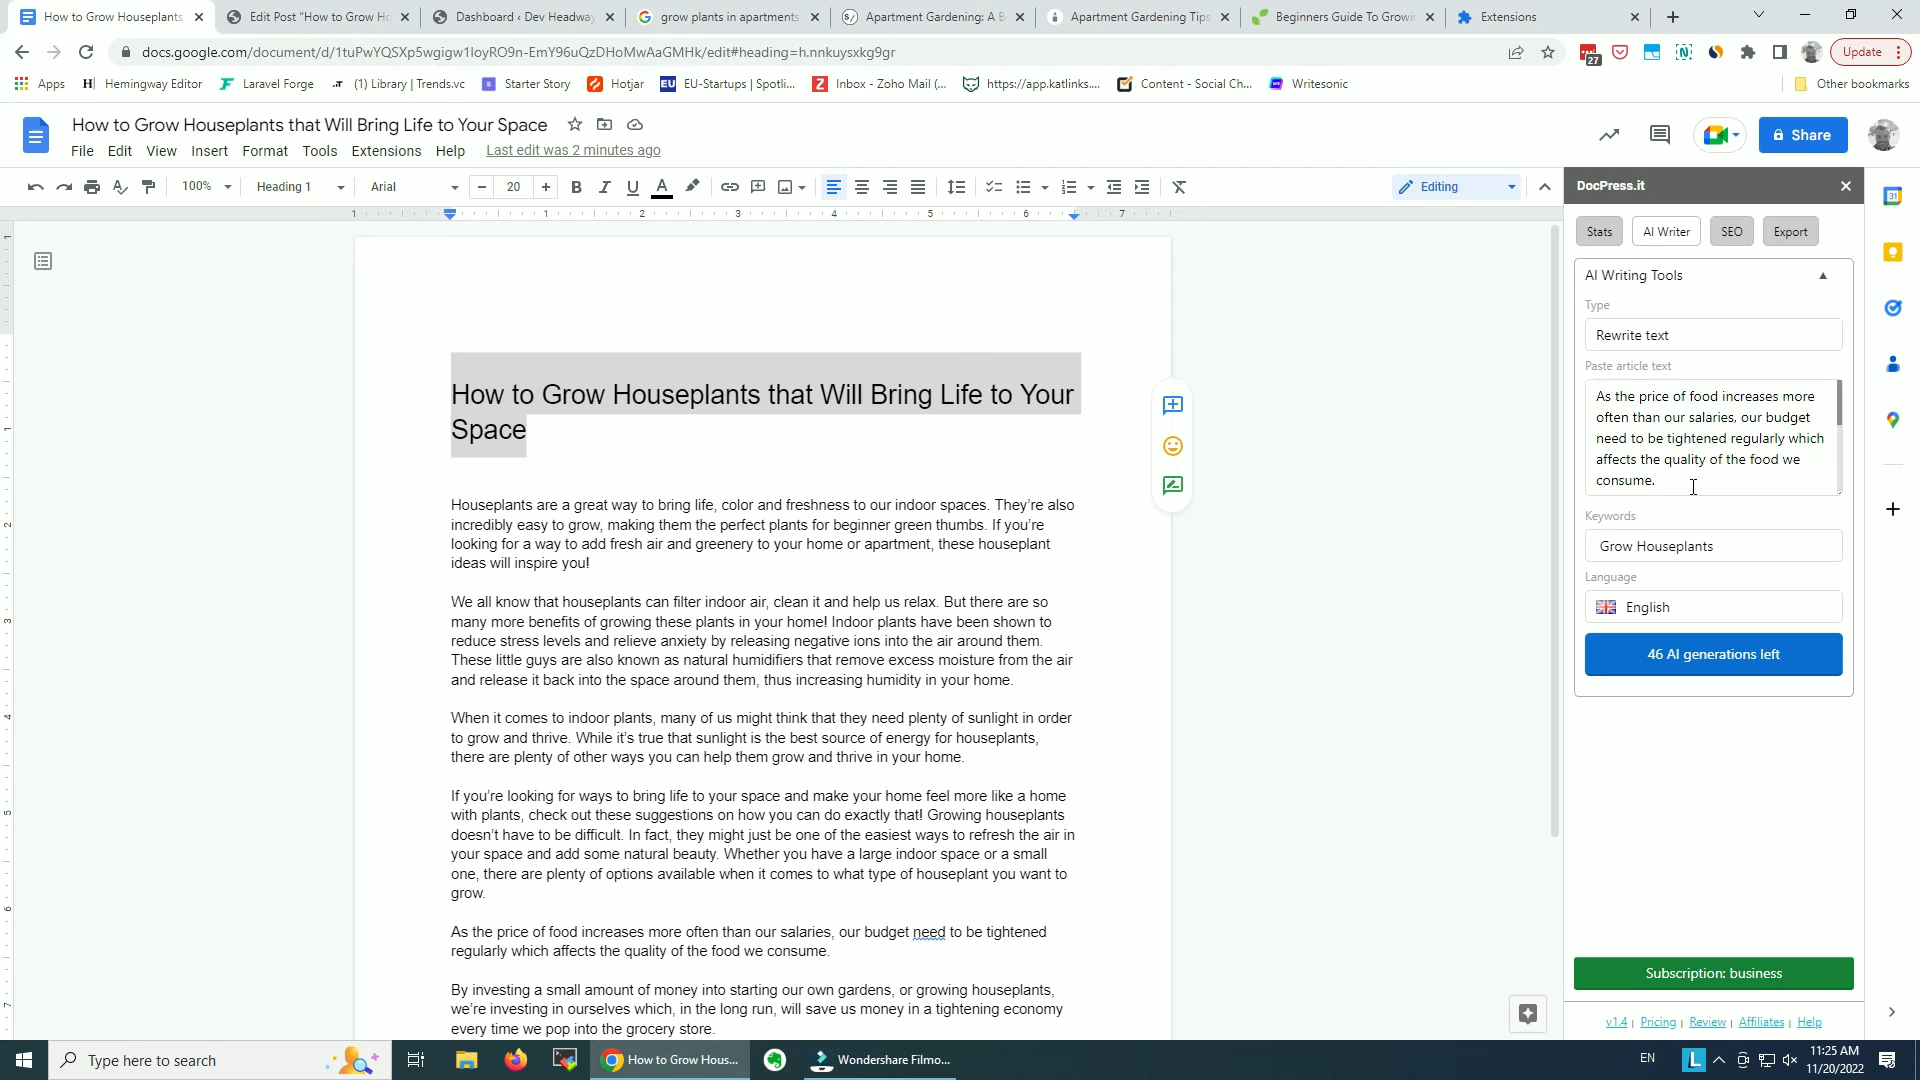 How to Grow Houseplants
Edit Post "How to Grow Ho
Dashboard ‹ Dev Headway
grow plants in apartments
Apartment Gardening: A B
Apartment Gardening Tips
Beginners Guide To Growin
Extensions
docs.google.com/document/d/1tuPwYQSXp5wgigw1IoyRO9n-EmY96uQzDHoMwAaGMHk/edit#heading=h.nnkuysxkg9gr
27
Update
Apps
Hemingway Editor
Laravel Forge
(1) Library | Trends.vc
Starter Story
Hotjar
EU-Startups | Spotli...
Inbox - Zoho Mail (...
https://app.katlinks....
Content - Social Ch...
Writesonic
Other bookmarks
How to Grow Houseplants that Will Bring Life to Your Space
File Edit View Insert Format Tools Extensions Help Last edit was 2 minutes ago
Share
100% Heading 1 Arial 20
Editing
1 1 2 3 4 5 6 7
How to Grow Houseplants that Will Bring Life to Your
Space
Houseplants are a great way to bring life, color and freshness to our indoor spaces. They're also
incredibly easy to grow, making them the perfect plants for beginner green thumbs. If you're
looking for a way to add fresh air and greenery to your home or apartment, these houseplant
ideas will inspire you!
We all know that houseplants can filter indoor air, clean it and help us relax. But there are so
many more benefits of growing these plants in your home! Indoor plants have been shown to
reduce stress levels and relieve anxiety by releasing negative ions into the air around them.
These little guys are also known as natural humidifiers that remove excess moisture from the air
and release it back into the space around them, thus increasing humidity in your home.
When it comes to indoor plants, many of us might think that they need plenty of sunlight in order
to grow and thrive. While it's true that sunlight is the best source of energy for houseplants,
there are plenty of other ways you can help them grow and thrive in your home.
If you're looking for ways to bring life to your space and make your home feel more like a home
with plants, check out these suggestions on how you can do exactly that! Growing houseplants
doesn't have to be difficult. In fact, they might just be one of the easiest ways to refresh the air in
your space and add some natural beauty. Whether you have a large indoor space or a small
one, there are plenty of options available when it comes to what type of houseplant you want to
grow.
As the price of food increases more often than our salaries, our budget need to be tightened
regularly which affects the quality of the food we consume.
By investing a small amount of money into starting our own gardens, or growing houseplants,
we're investing in ourselves which, in the long run, will save us money in a tightening economy
every time we pop into the grocery store.
DocPress.it
Stats
AI Writer
SEO
Export
AI Writing Tools
Type
Rewrite text
Paste article text
As the price of food increases more
often than our salaries, our budget
need to be tightened regularly which
affects the quality of the food we
consume.
Keywords
Grow Houseplants
Language
English
46 AI generations left
Subscription: business
v1.4 | Pricing | Review | Affiliates | Help
31
Type here to search
How to Grow Hous...
Wondershare Filmo...
EN
L
11:25 AM
11/20/2022